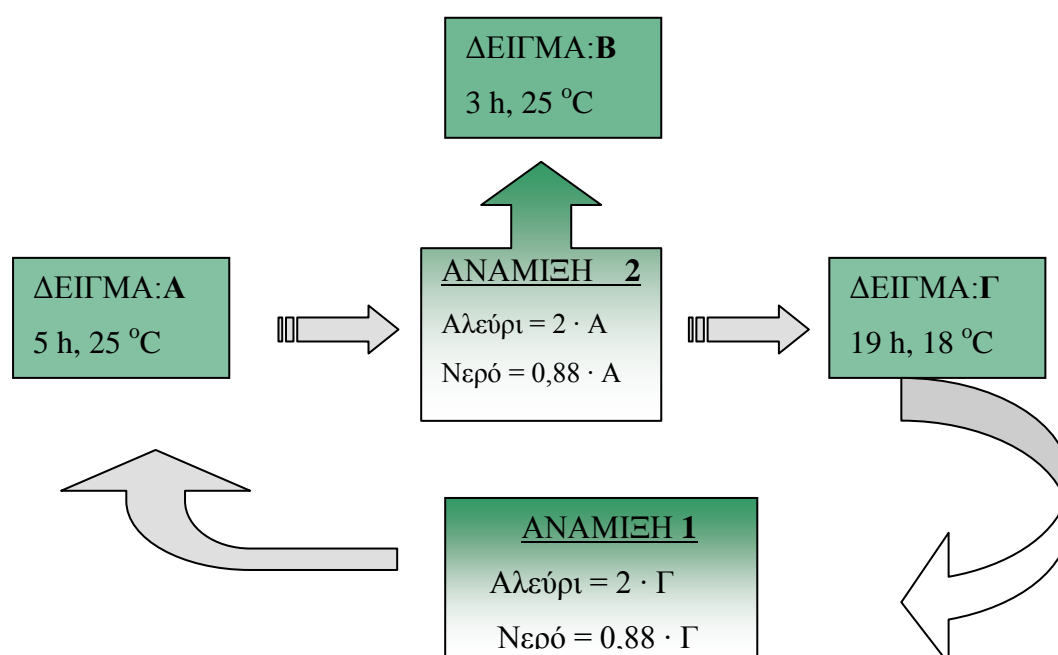 ΔΕΙΓΜΑ:Β
3 h, 25 °C
ΔΕΙΓΜΑ:Α
5 h, 25 °C
ΑΝΑΜΙΞΗ 2
Αλεύρι = 2 · Α
Νερό = 0,88 · Α
ΔΕΙΓΜΑ:Γ
19 h, 18 °C
ΑΝΑΜΙΞΗ 1
Αλεύρι = 2 · Γ
Νερό = 0,88 · Γ